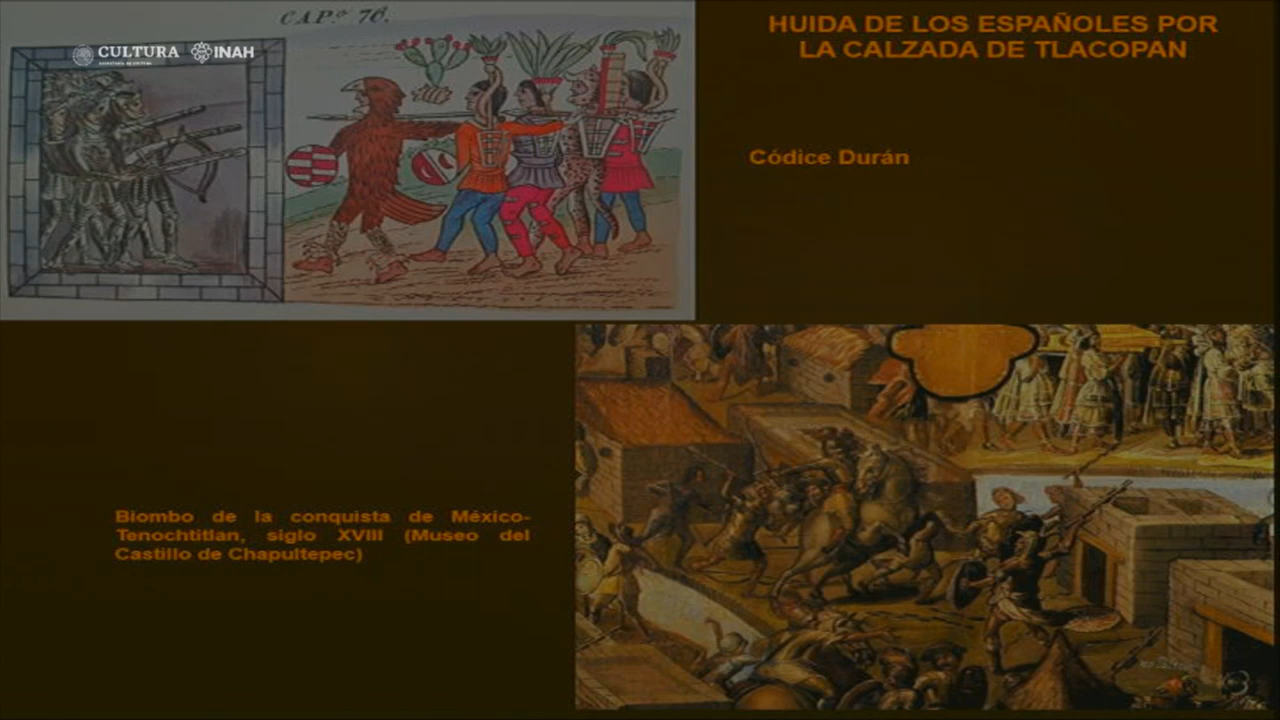 CAPº 76.
CULTURA
INAH
HUIDA DE LOS ESPAÑOLES POR
LA CALZADA DE TLACOPAN
Códice Durán
Biombo de la conquista de México-
Tenochtitlan, siglo XVIII (Museo del
Castillo de Chapultepec)